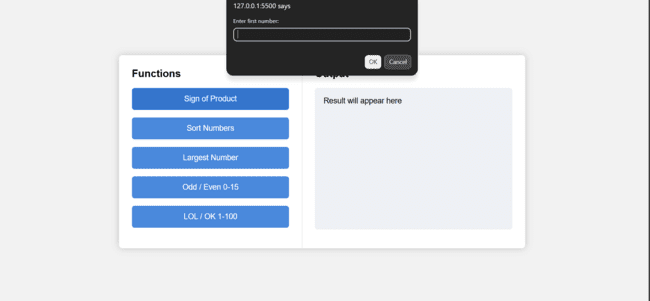 127.0.0.1:5500 says
Enter first number:
OK
Cancel
Functions
Sign of Product
Sort Numbers
Largest Number
Odd / Even 0-15
LOL / OK 1-100
Output
Result will appear here